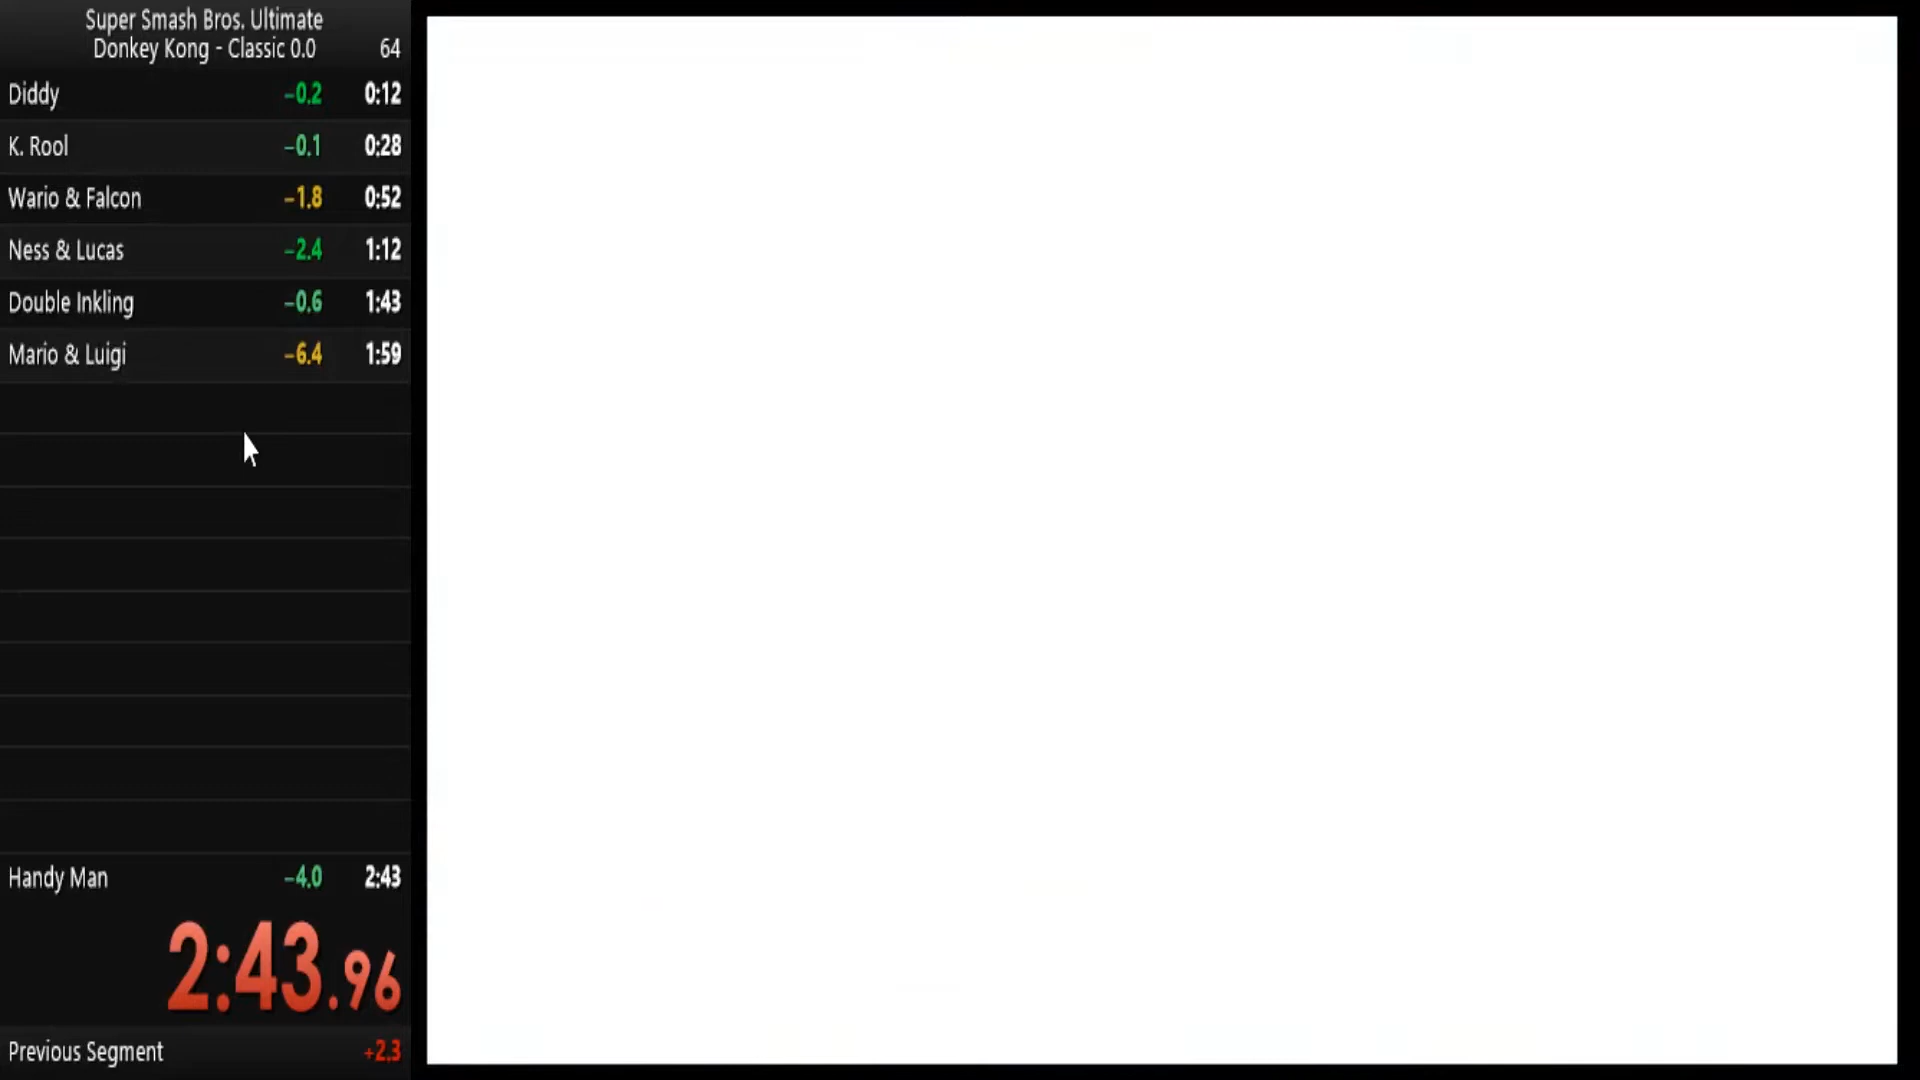 Super Smash Bros. Ultimate
Donkey Kong - Classic 0.0 64
Diddy −0.2 0:12
K. Rool −0.1 0:28
Wario & Falcon −1.8 0:52
Ness & Lucas −2.4 1:12
Double Inkling −0.6 1:43
Mario & Luigi −6.4 1:59
Handy Man −4.0 2:43
2:43.96
Previous Segment +2.3